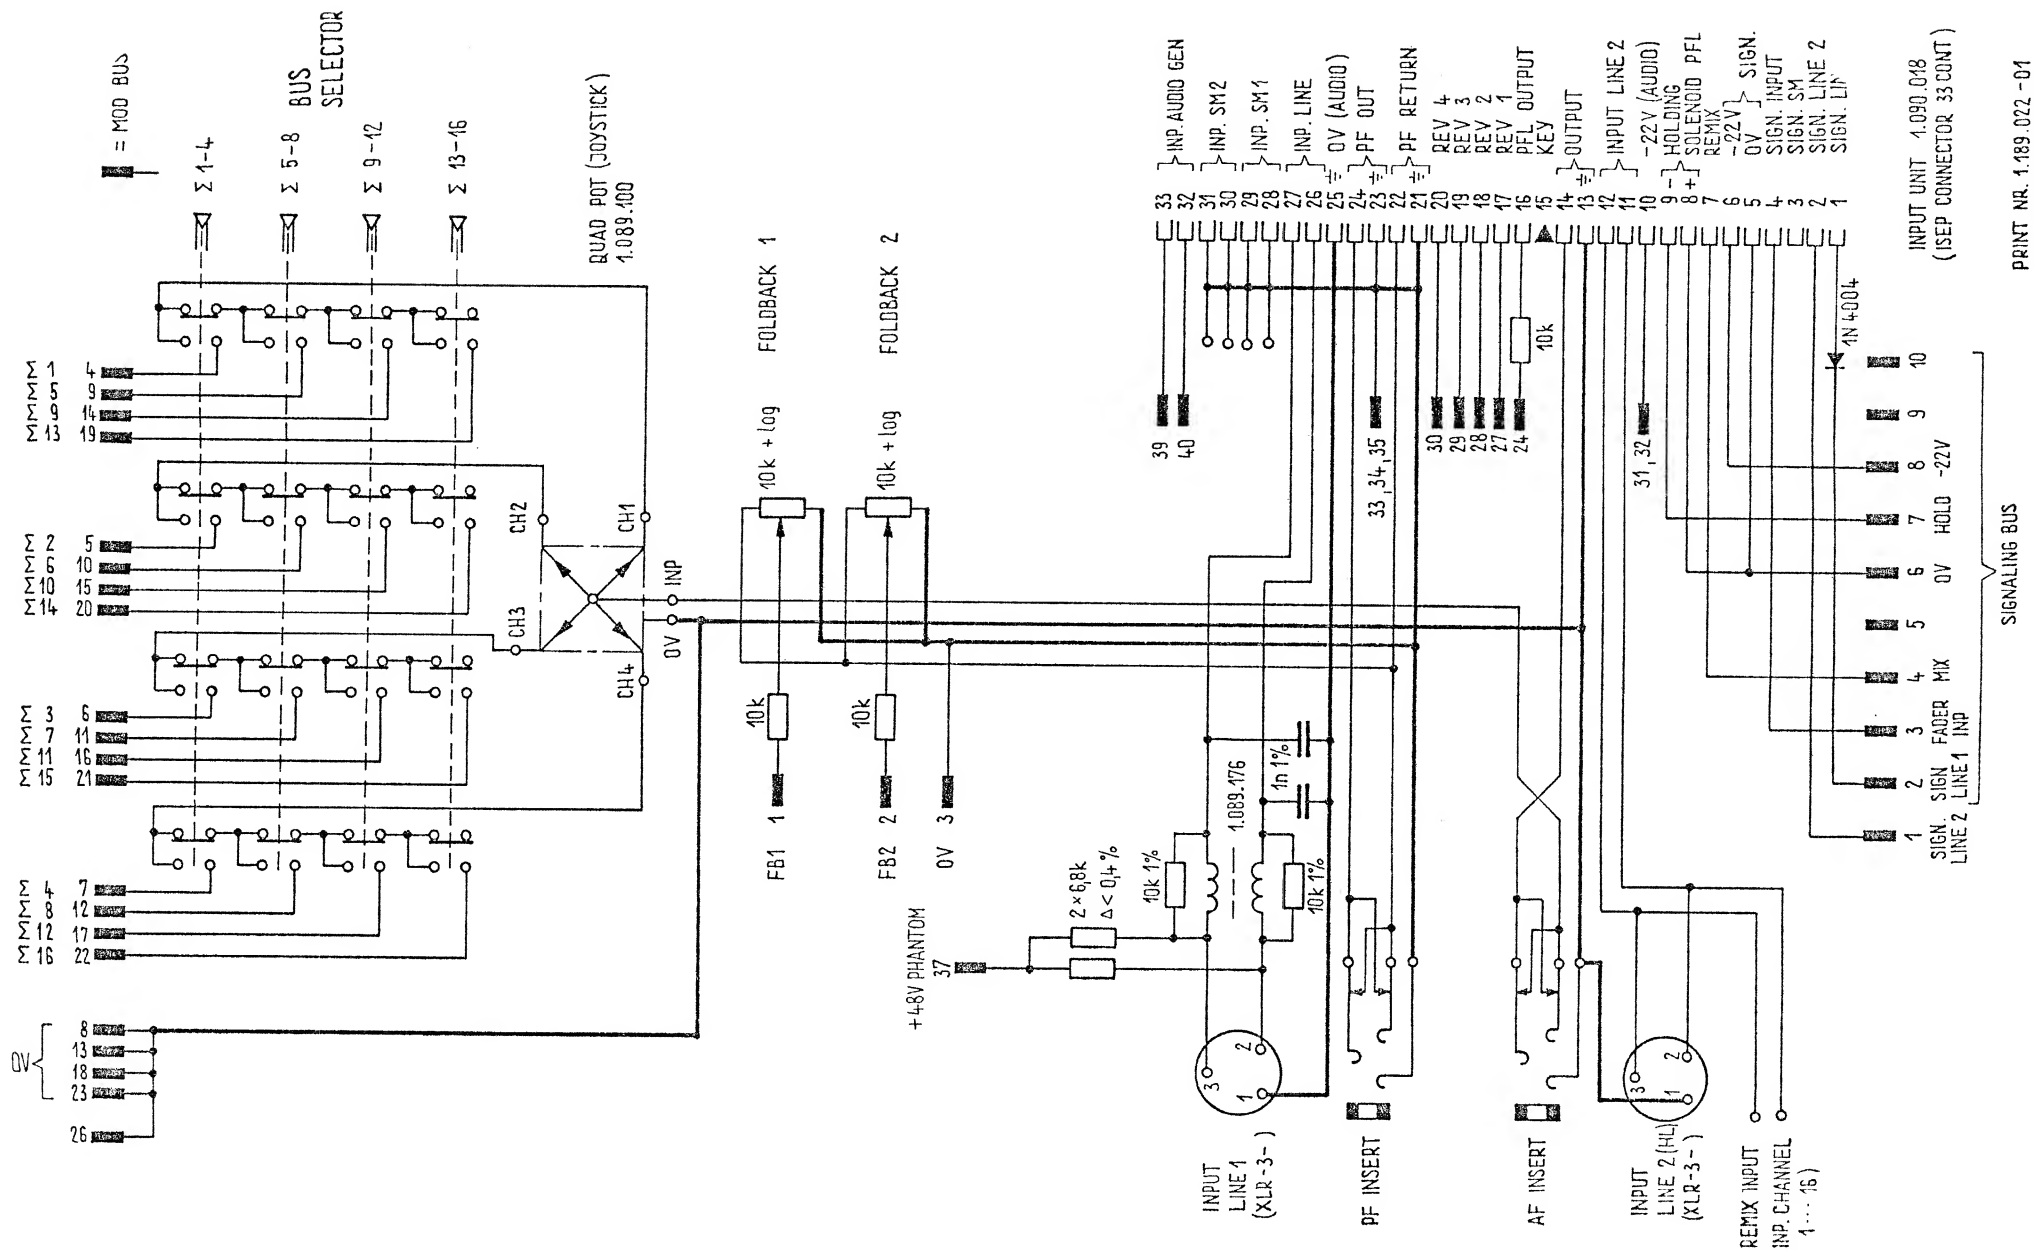 = MOD BUS
BUS
SELECTOR
Σ 1-4
Σ 5-8
Σ 9-12
Σ 13-16
QUAD POT (JOYSTICK)
1.089.100
Σ 1 4
Σ 5 9
Σ 9 14
Σ 13 19
Σ 2 5
Σ 6 10
Σ 10 15
Σ 14 20
Σ 3 6
Σ 7 11
Σ 11 16
Σ 15 21
Σ 4 7
Σ 8 12
Σ 12 17
Σ 16 22
0V
8
13
18
23
26
CH2
CH1
CH3
CH4
INP
0V
FOLDBACK 1
10k + log
10k
FB1 1
FOLDBACK 2
10k + log
10k
FB2 2
0V 3
+48V PHANTOM
37
2 × 6,8k
Δ < 0,4 %
10k 1%
1.089.176
1n 1%
10k 1%
3
2
1
INPUT
LINE 1
(XLR-3-)
PF INSERT
AF INSERT
3
2
1
INPUT
LINE 2 (HL)
(XLR-3-)
REMIX INPUT
INP. CHANNEL
1 ···· 16)
33
32
INP. AUDIO GEN
31
30
INP. SM2
29
28
INP. SM1
27
26
INP. LINE
25 0V (AUDIO)
24
23
PF OUT
22
21
PF RETURN
20 REV 4
19 REV 3
18 REV 2
17 REV 1
16 PFL OUTPUT
15 KEY
14
13
OUTPUT
12
11
INPUT LINE 2
10 -22V (AUDIO)
9 - HOLDING
8 + SOLENOID PFL
7 REMIX
6 -22V
5 0V
SIGN.
4 SIGN. INPUT
3 SIGN. SM
2 SIGN. LINE 2
1 SIGN. LIN
39
40
33, 34, 35
30
29
28
27
24
10k
31, 32
1N4004
10
9
8 -22V
7 HOLD
6 0V
5
4 MIX
3 FADER
INP
2 SIGN
LINE 1
1 SIGN.
LINE 2
SIGNALING BUS
INPUT UNIT 1.090.018
(ISEP CONNECTOR 33 CONT)
PRINT NR. 1.189.022 -01